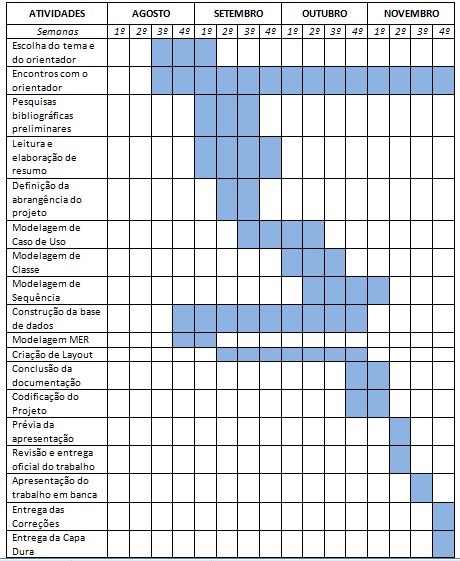 ATIVIDADES AGOSTO SETEMBRO OUTUBRO NOVEMBRO
Semanas 1º 2º 3º 4º 1º 2º 3º 4º 1º 2º 3º 4º 1º 2º 3º 4º
Escolha do tema e
do orientador
Encontros com o
orientador
Pesquisas
bibliográficas
preliminares
Leitura e
elaboração de
resumo
Definição da
abrangência do
projeto
Modelagem de
Caso de Uso
Modelagem de
Classe
Modelagem de
Sequência
Construção da base
de dados
Modelagem MER
Criação de Layout
Conclusão da
documentação
Codificação do
Projeto
Prévia da
apresentação
Revisão e entrega
oficial do trabalho
Apresentação do
trabalho em banca
Entrega das
Correções
Entrega da Capa
Dura